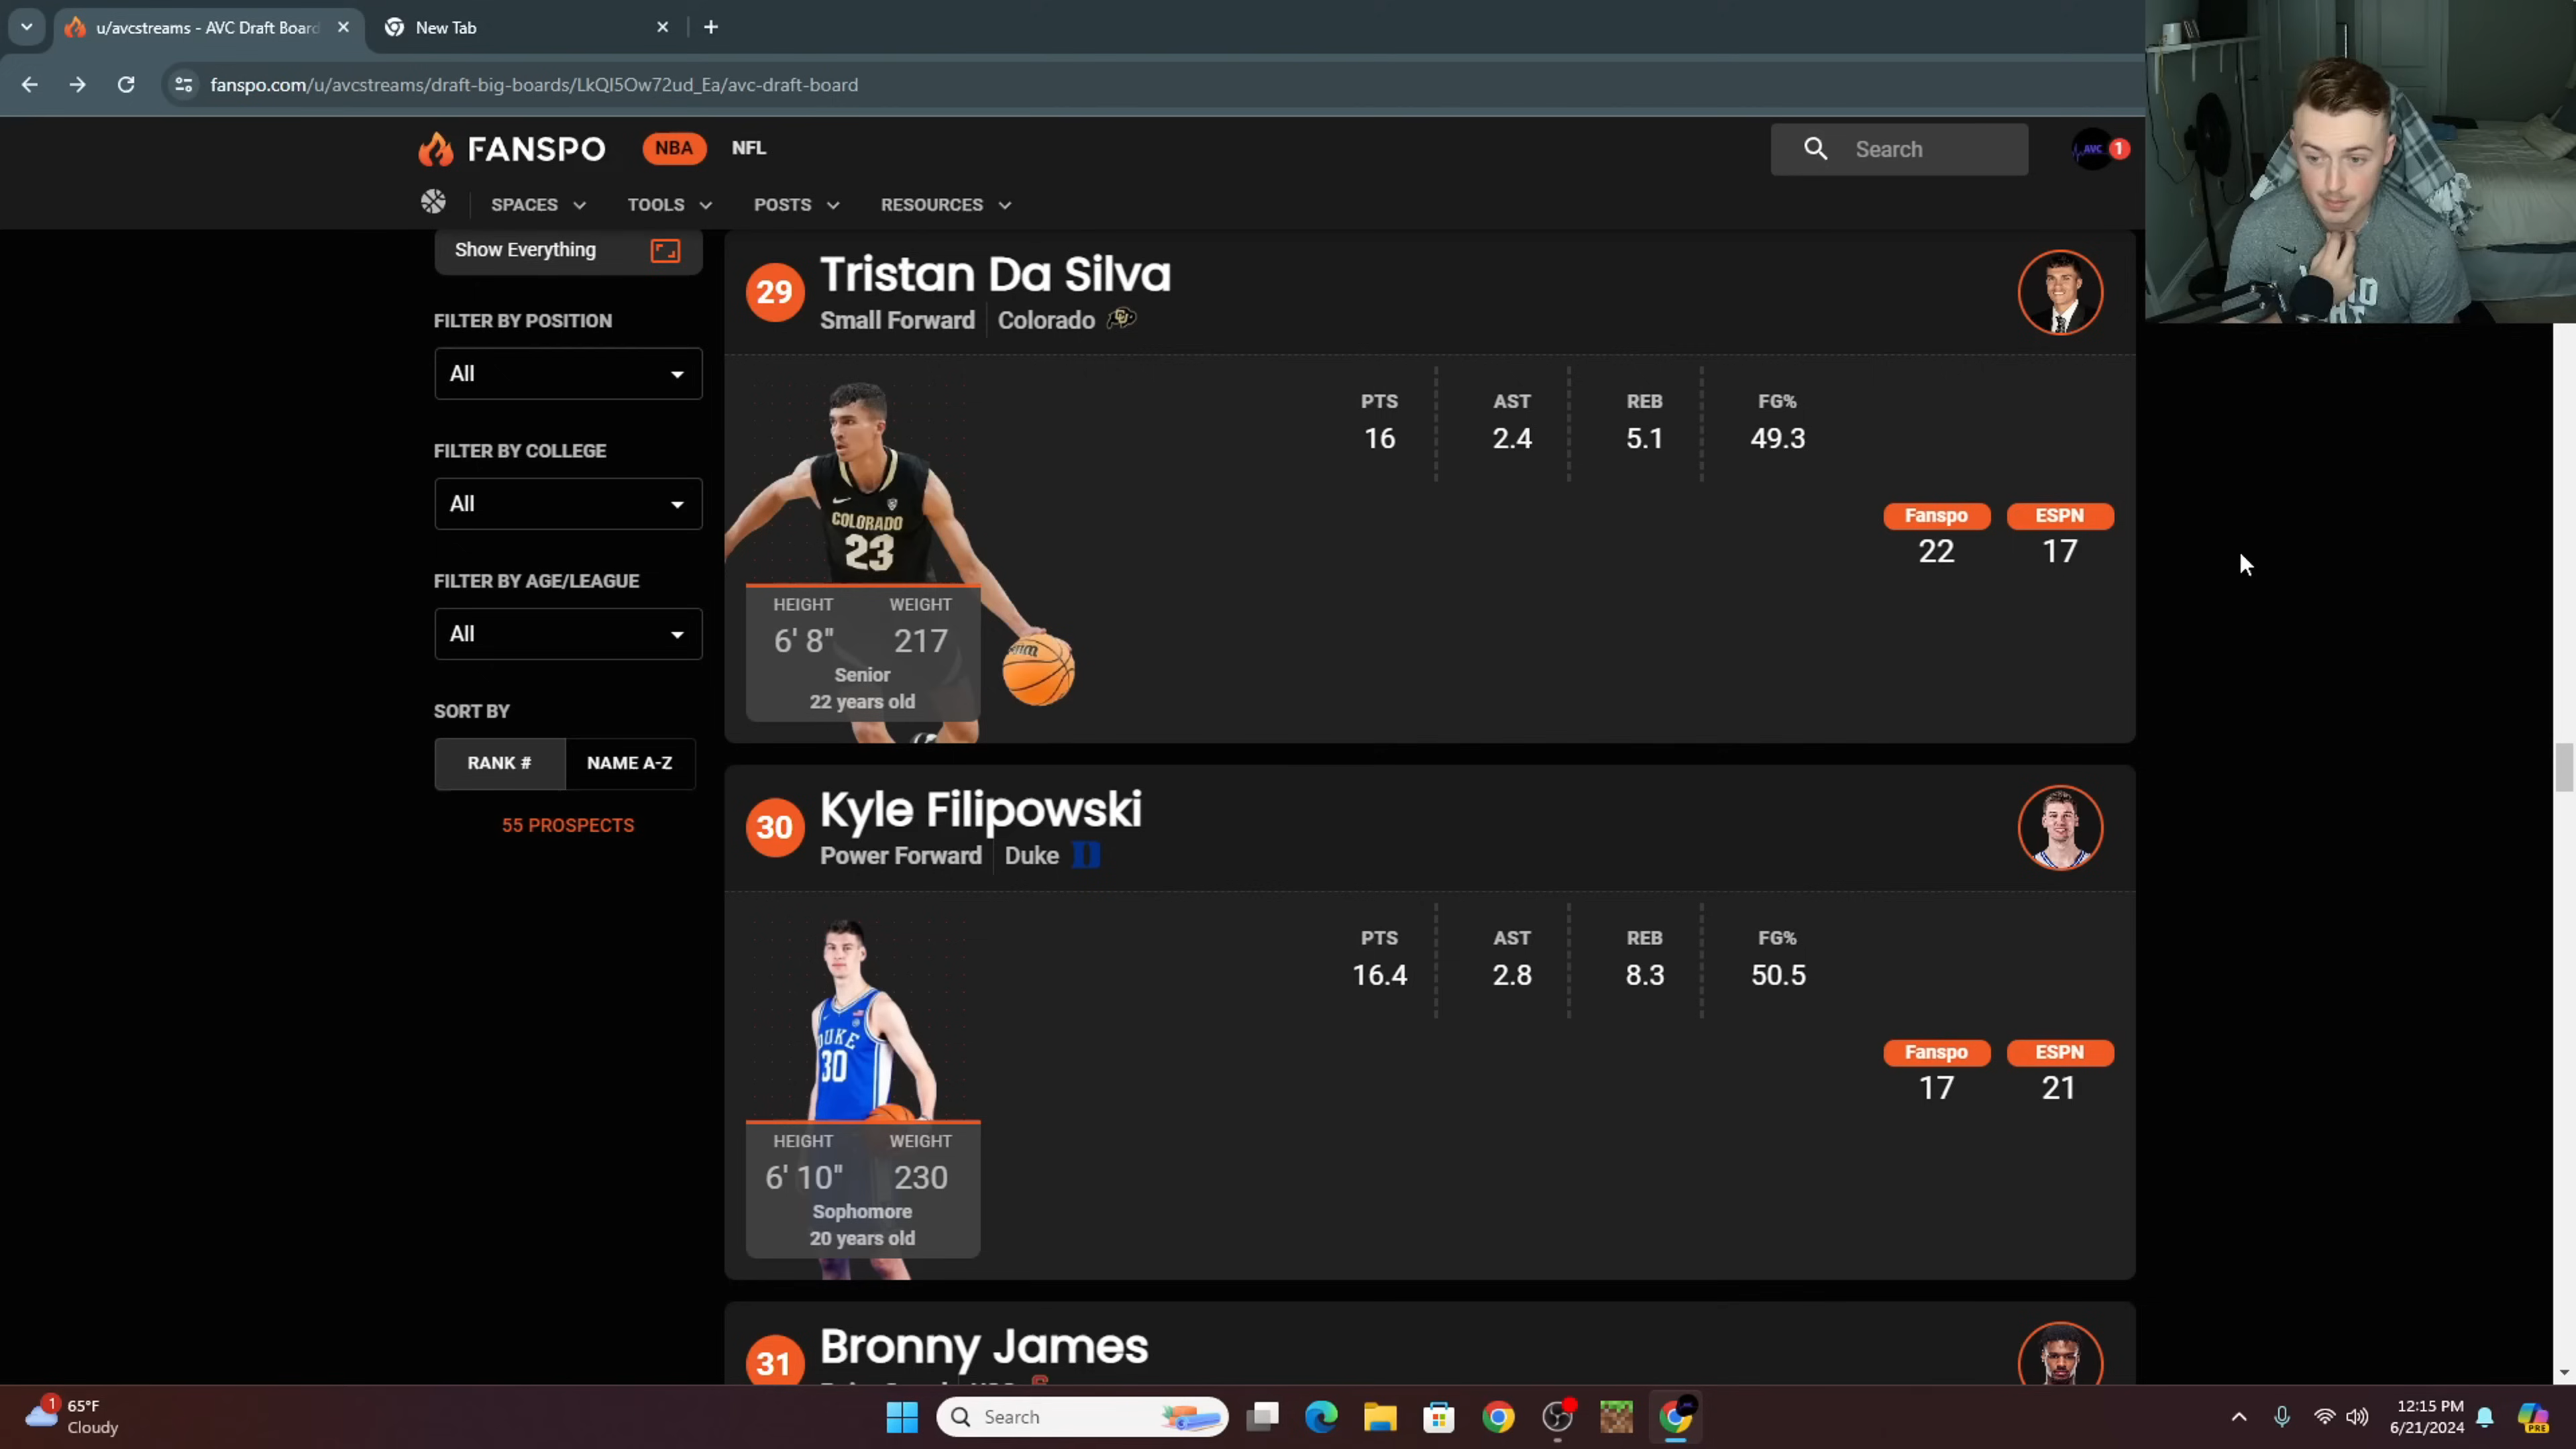 u/avcstreams - AVC Draft Board
New Tab
fanspo.com/u/avcstreams/draft-big-boards/LkQI5Ow72ud_Ea/avc-draft-board
FANSPO NBA NFL
Search
AVC 1
SPACES TOOLS POSTS RESOURCES
Show Everything
FILTER BY POSITION
All
FILTER BY COLLEGE
All
FILTER BY AGE/LEAGUE
All
SORT BY
RANK # NAME A-Z
55 PROSPECTS
29 Tristan Da Silva
Small Forward Colorado
PTS AST REB FG%
16 2.4 5.1 49.3
Fanspo ESPN
22 17
COLORADO
23
HEIGHT WEIGHT
6' 8" 217
Senior
22 years old
30 Kyle Filipowski
Power Forward Duke
PTS AST REB FG%
16.4 2.8 8.3 50.5
Fanspo ESPN
17 21
DUKE
30
HEIGHT WEIGHT
6' 10" 230
Sophomore
20 years old
31 Bronny James
1 65°F
Cloudy
Search
12:15 PM
6/21/2024
PRE